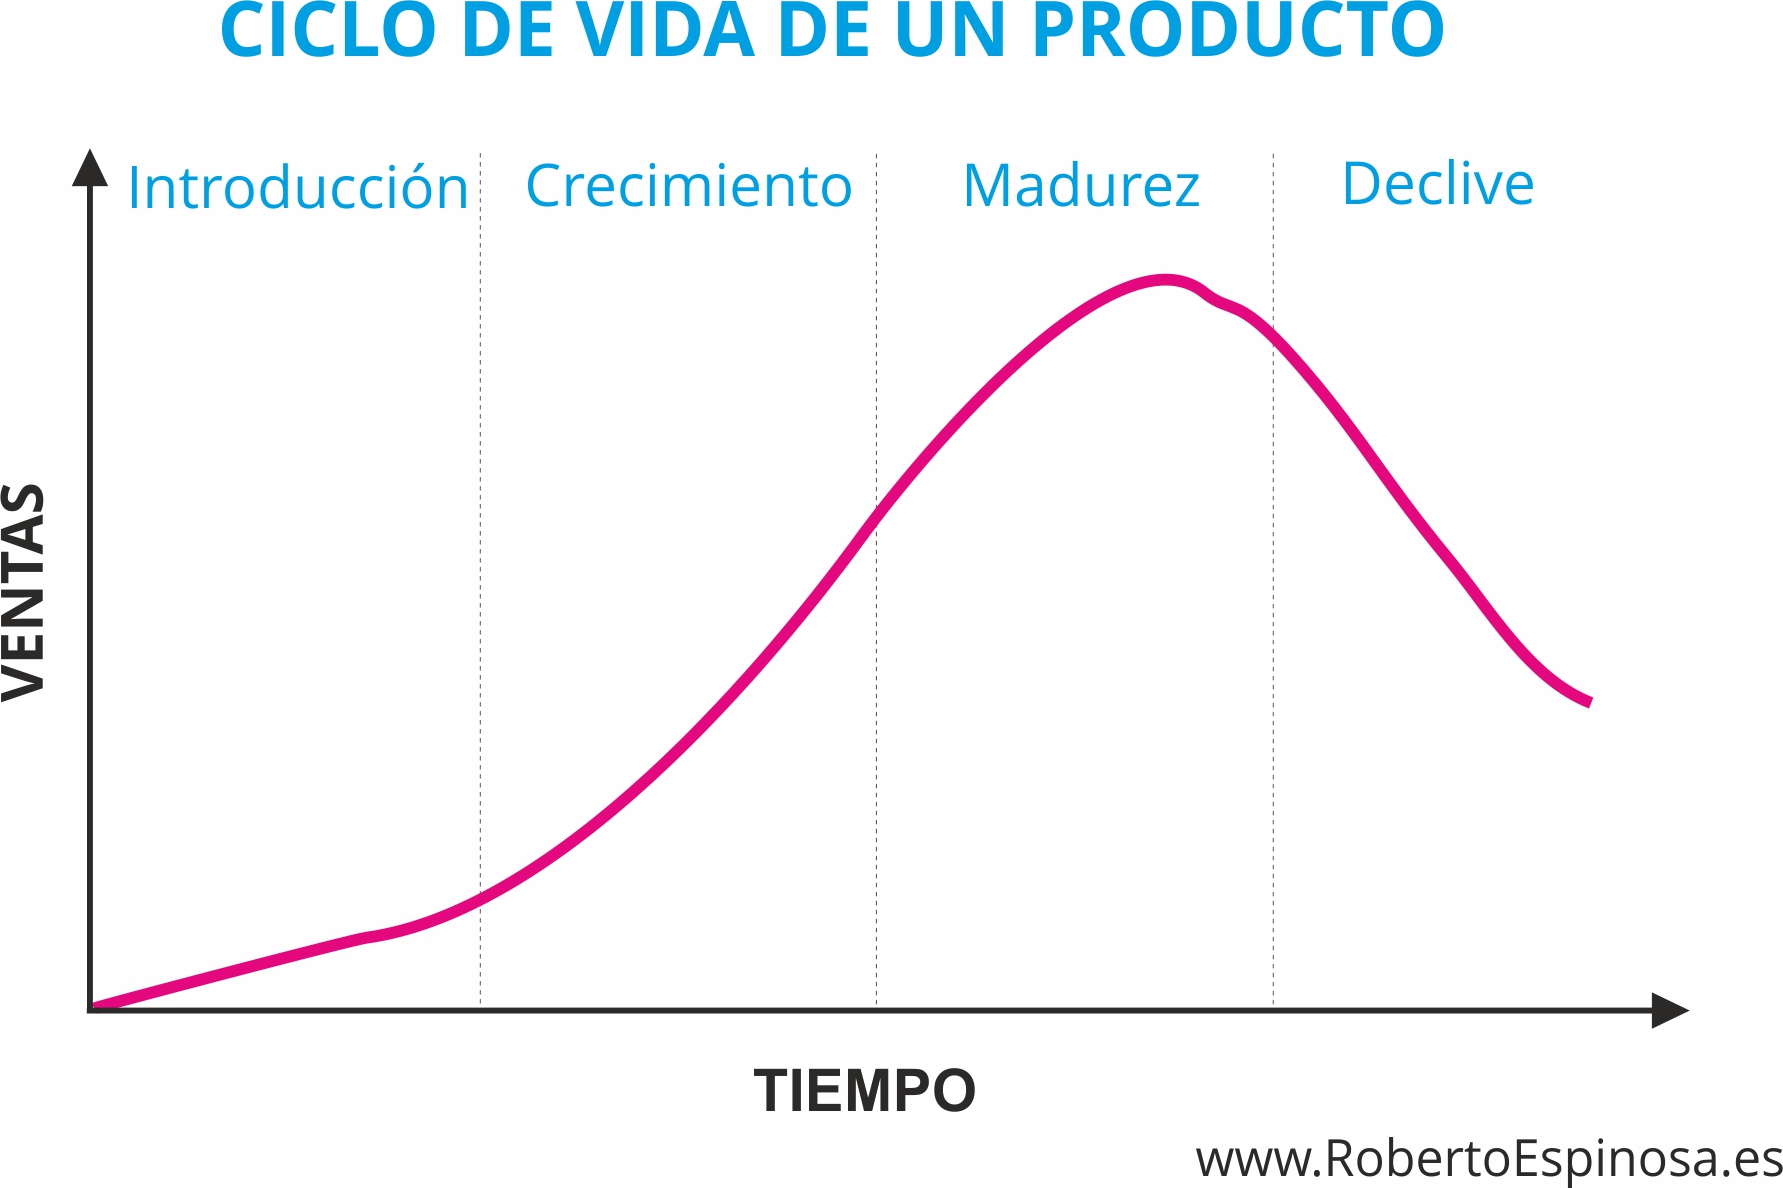 CICLO DE VIDA DE UN PRODUCTO
Introducción
Crecimiento
Madurez
Declive
VENTAS
TIEMPO
www.RobertoEspinosa.es